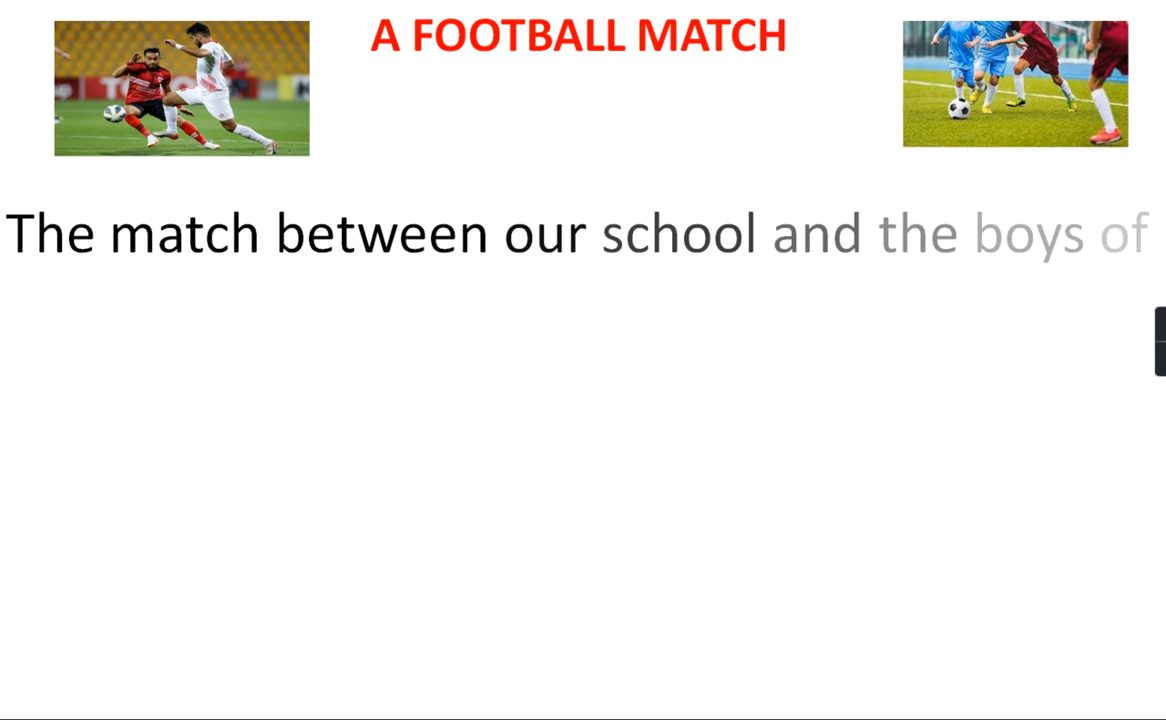 A FOOTBALL MATCH
The match between our school and the boys of